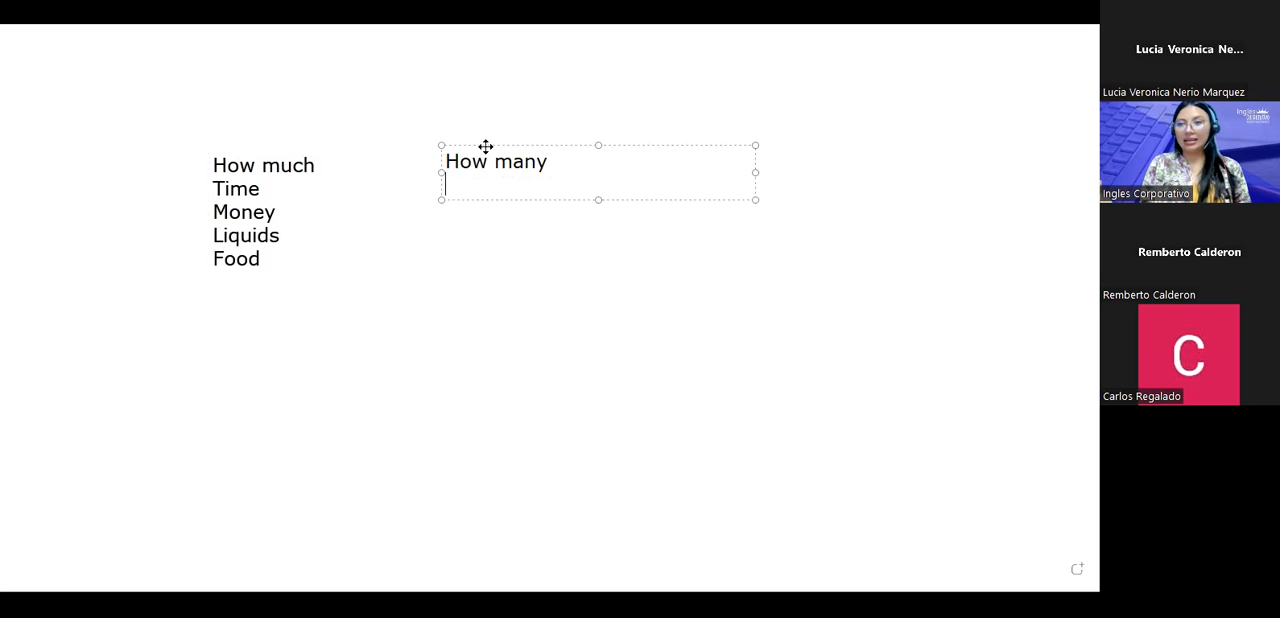 How much
Time
Money
Liquids
Food
How many
Lucia Veronica Ne...
Lucia Veronica Nerio Marquez
Ingles
Ingles Corporativo
Remberto Calderon
Remberto Calderon
C
Carlos Regalado